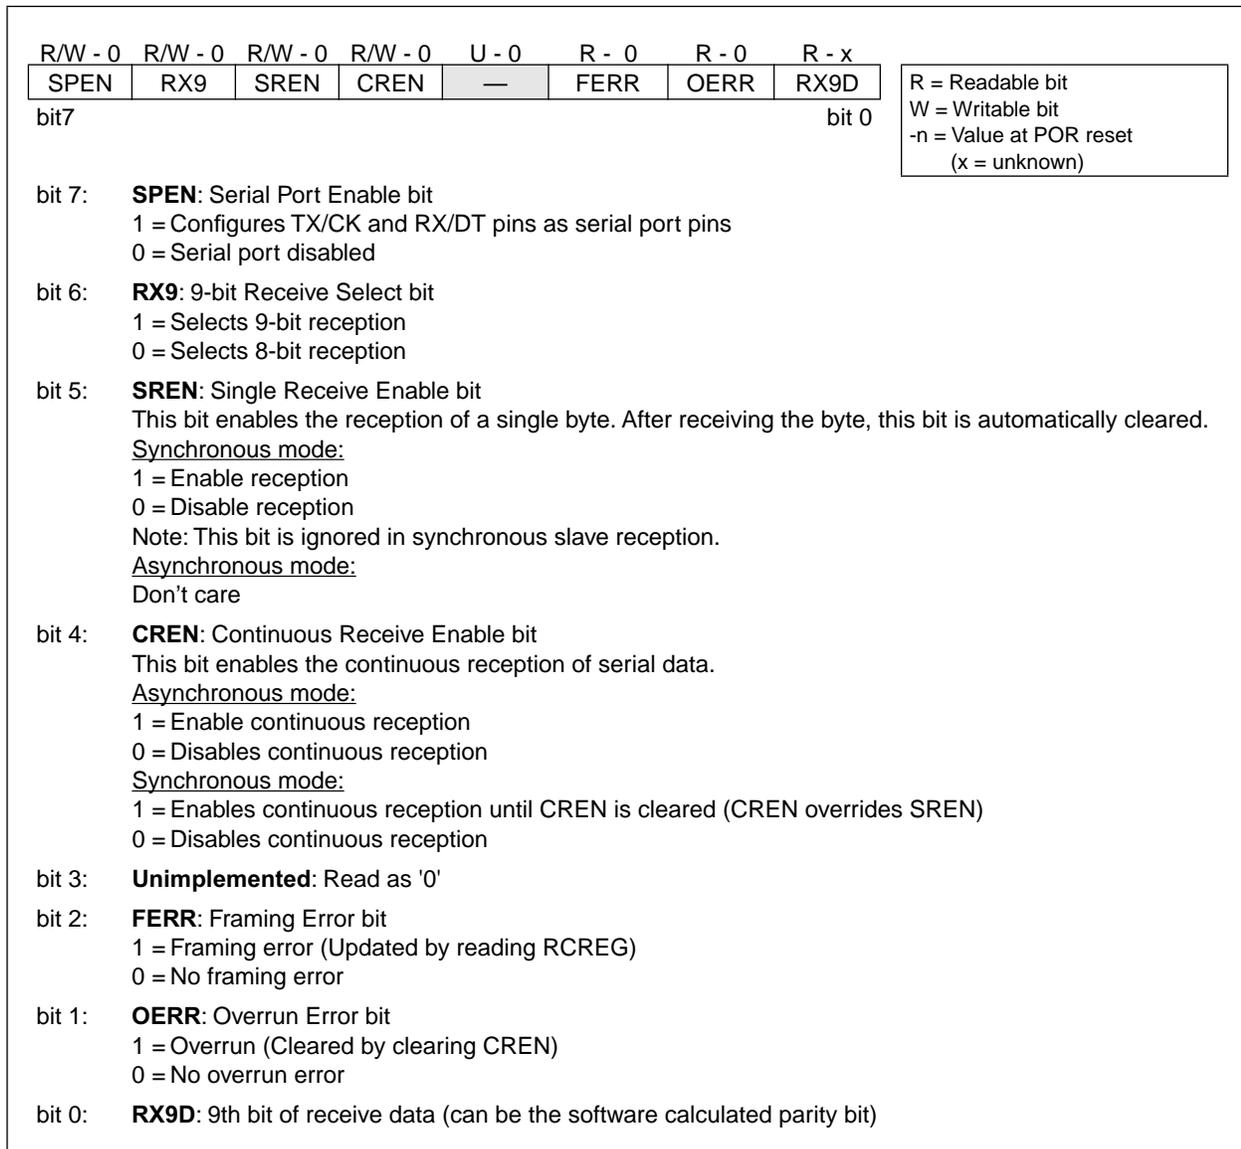 R/W - 0 R/W - 0 R/W - 0 R/W - 0 U - 0 R - 0 R - 0 R - x
SPEN RX9 SREN CREN — FERR OERR RX9D
bit7 bit 0
R = Readable bit
W = Writable bit
-n = Value at POR reset
(x = unknown)
bit 7: SPEN: Serial Port Enable bit
1 = Configures TX/CK and RX/DT pins as serial port pins
0 = Serial port disabled
bit 6: RX9: 9-bit Receive Select bit
1 = Selects 9-bit reception
0 = Selects 8-bit reception
bit 5: SREN: Single Receive Enable bit
This bit enables the reception of a single byte. After receiving the byte, this bit is automatically cleared.
Synchronous mode:
1 = Enable reception
0 = Disable reception
Note: This bit is ignored in synchronous slave reception.
Asynchronous mode:
Don't care
bit 4: CREN: Continuous Receive Enable bit
This bit enables the continuous reception of serial data.
Asynchronous mode:
1 = Enable continuous reception
0 = Disables continuous reception
Synchronous mode:
1 = Enables continuous reception until CREN is cleared (CREN overrides SREN)
0 = Disables continuous reception
bit 3: Unimplemented: Read as '0'
bit 2: FERR: Framing Error bit
1 = Framing error (Updated by reading RCREG)
0 = No framing error
bit 1: OERR: Overrun Error bit
1 = Overrun (Cleared by clearing CREN)
0 = No overrun error
bit 0: RX9D: 9th bit of receive data (can be the software calculated parity bit)